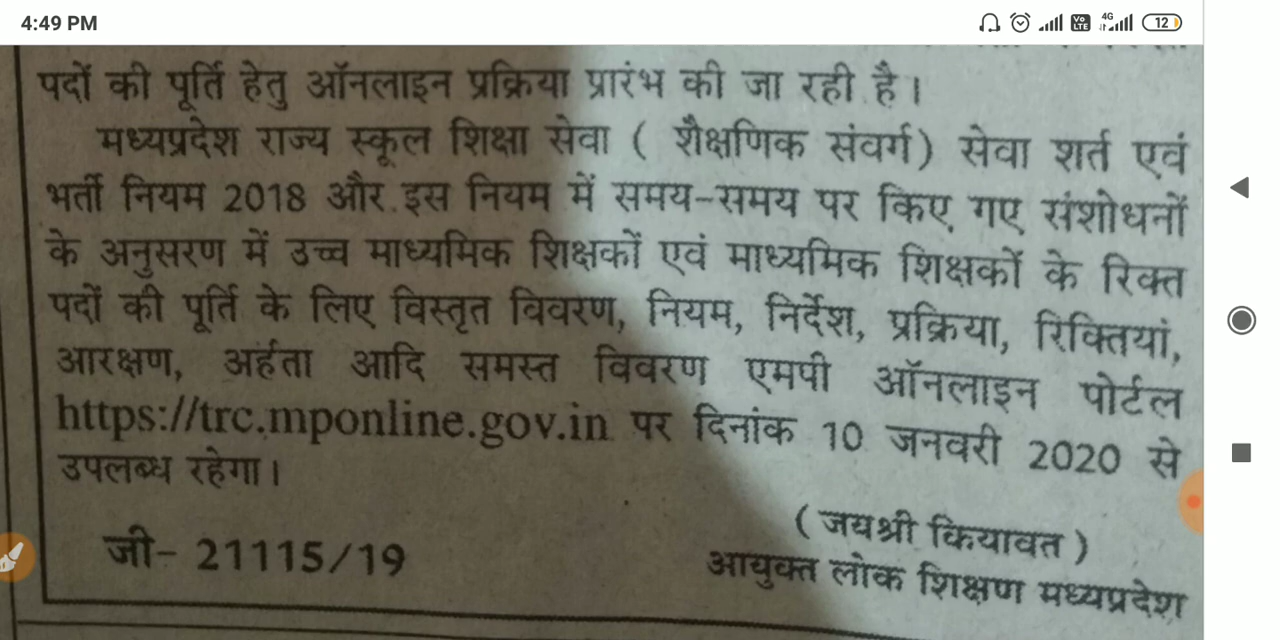 4:49 PM VoLTE 4G 12
पदों की पूर्ति हेतु ऑनलाइन प्रक्रिया प्रारंभ की जा रही है।
मध्यप्रदेश राज्य स्कूल शिक्षा सेवा ( शैक्षणिक संवर्ग) सेवा शर्त एवं
भर्ती नियम 2018 और इस नियम में समय-समय पर किए गए संशोधनों
के अनुसरण में उच्च माध्यमिक शिक्षकों एवं माध्यमिक शिक्षकों के रिक्त
पदों की पूर्ति के लिए विस्तृत विवरण, नियम, निर्देश, प्रक्रिया, रिक्तियां,
आरक्षण, अर्हता आदि समस्त विवरण एमपी ऑनलाइन पोर्टल
https://trc.mponline.gov.in पर दिनांक 10 जनवरी 2020 से
उपलब्ध रहेगा।
( जयश्री कियावत )
जी- 21115/19 आयुक्त लोक शिक्षण मध्यप्रदेश